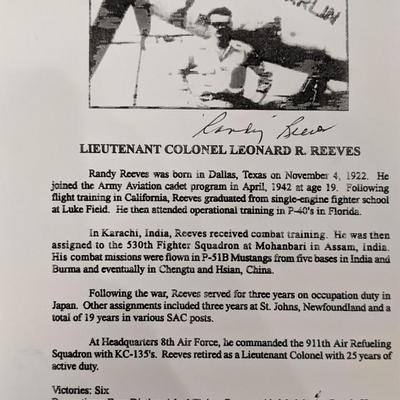 RLIN
"Randy" Reeves
LIEUTENANT COLONEL LEONARD R. REEVES
Randy Reeves was born in Dallas, Texas on November 4, 1922. He
joined the Army Aviation cadet program in April, 1942 at age 19. Following
flight training in California, Reeves graduated from single-engine fighter school
at Luke Field. He then attended operational training in P-40's in Florida.
In Karachi, India, Reeves received combat training. He was then
assigned to the 530th Fighter Squadron at Mohanbari in Assam, India.
His combat missions were flown in P-51B Mustangs from five bases in India and
Burma and eventually in Chengtu and Hsian, China.
Following the war, Reeves served for three years on occupation duty in
Japan. Other assignments included three years at St. Johns, Newfoundland and a
total of 19 years in various SAC posts.
At Headquarters 8th Air Force, he commanded the 911th Air Refueling
Squadron with KC-135's. Reeves retired as a Lieutenant Colonel with 25 years of
active duty.
Victories: Six